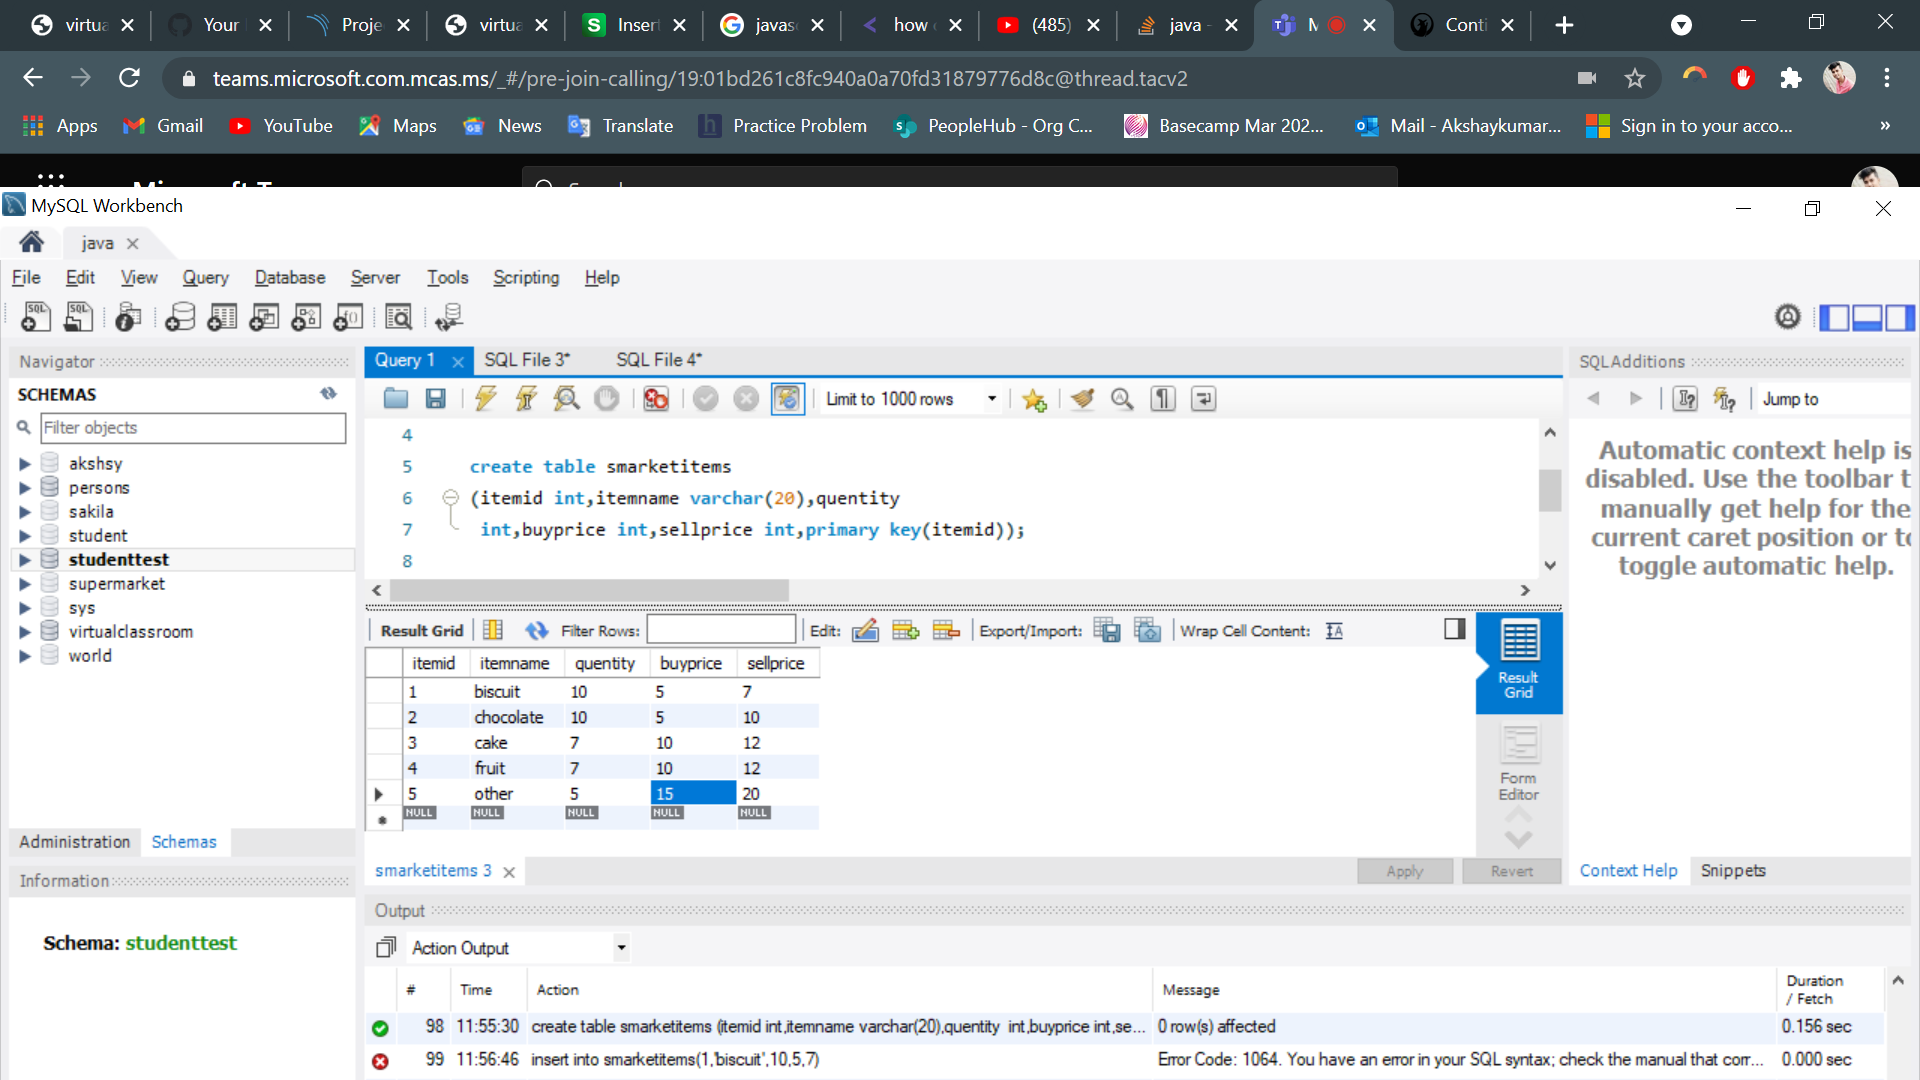 virtua
Your
Proje
virtua
Insert
javas
how
(485)
java -
M
Conti
teams.microsoft.com.mcas.ms/_#/pre-join-calling/19:01bd261c8fc940a0a70fd31879776d8c@thread.tacv2
Apps
Gmail
YouTube
Maps
News
Translate
Practice Problem
PeopleHub - Org C...
Basecamp Mar 202...
Mail - Akshaykumar...
Sign in to your acco...
»
MySQL Workbench
java
File Edit View Query Database Server Tools Scripting Help
Navigator
SCHEMAS
Filter objects
akshsy
persons
sakila
student
studenttest
supermarket
sys
virtualclassroom
world
Administration Schemas
Information
Schema: studenttest
Query 1
SQL File 3*
SQL File 4*
Limit to 1000 rows
4
5 create table smarketitems
6 (itemid int,itemname varchar(20),quentity
7 int,buyprice int,sellprice int,primary key(itemid));
8
Result Grid
Filter Rows:
Edit:
Export/Import:
Wrap Cell Content:
itemid itemname quentity buyprice sellprice
1 biscuit 10 5 7
2 chocolate 10 5 10
3 cake 7 10 12
4 fruit 7 10 12
5 other 5 15 20
NULL NULL NULL NULL NULL
Result
Grid
Form
Editor
smarketitems 3
Apply
Revert
SQLAdditions
Jump to
Automatic context help is
disabled. Use the toolbar t
manually get help for the
current caret position or to
toggle automatic help.
Context Help Snippets
Output
Action Output
# Time Action Message Duration / Fetch
98 11:55:30 create table smarketitems (itemid int,itemname varchar(20),quentity int,buyprice int,se... 0 row(s) affected 0.156 sec
99 11:56:46 insert into smarketitems(1,'biscuit',10,5,7) Error Code: 1064. You have an error in your SQL syntax; check the manual that corr... 0.000 sec